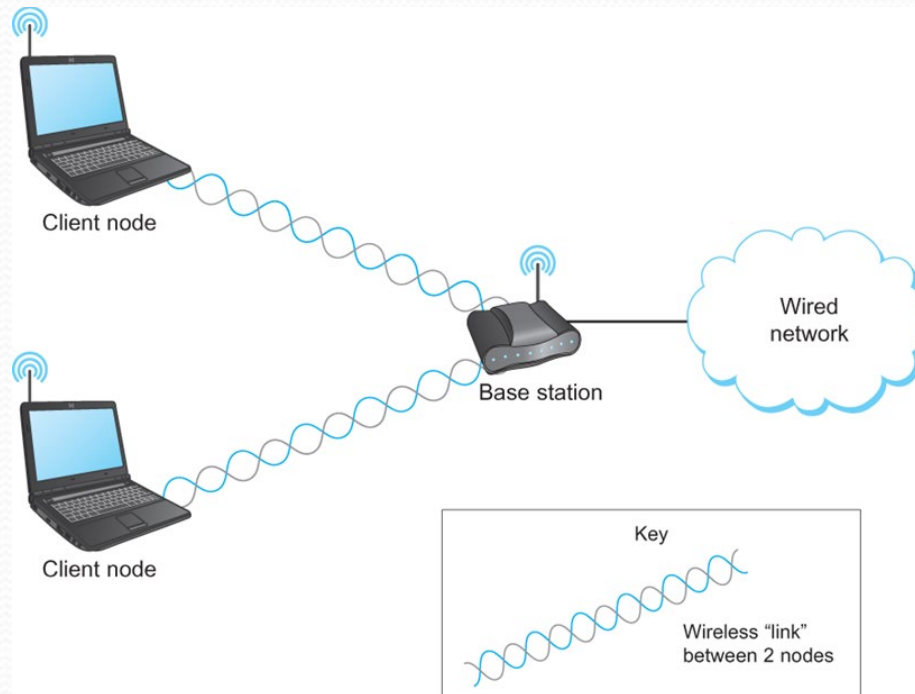 Client node
Wired
network
Base station
Client node
Key
Wireless “link”
between 2 nodes